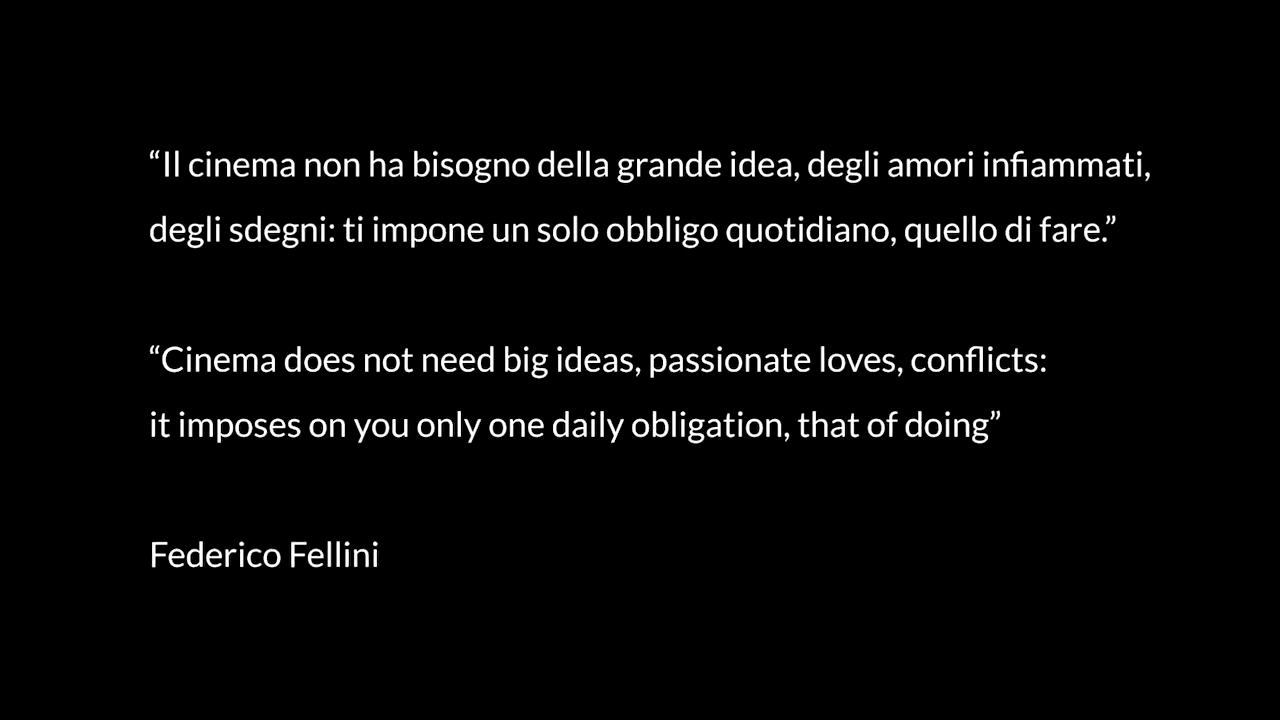 “Il cinema non ha bisogno della grande idea, degli amori infiammati,
degli sdegni: ti impone un solo obbligo quotidiano, quello di fare.”
“Cinema does not need big ideas, passionate loves, conflicts:
it imposes on you only one daily obligation, that of doing”
Federico Fellini